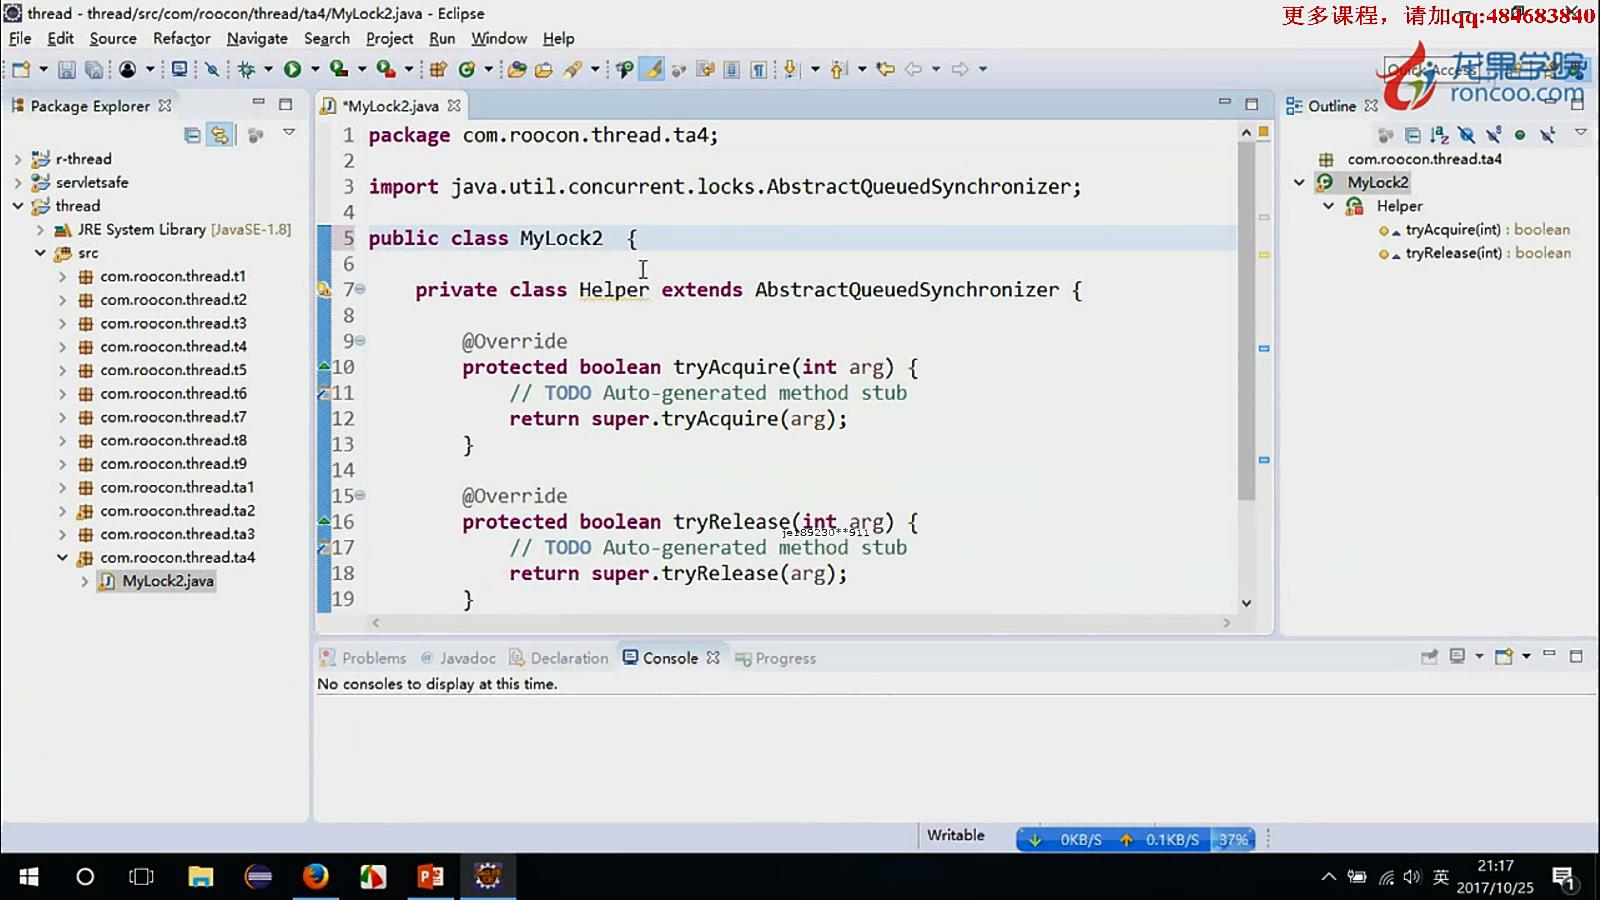 thread - thread/src/com/roocon/thread/ta4/MyLock2.java - Eclipse
更多课程，请加qq:484683840
File Edit Source Refactor Navigate Search Project Run Window Help
龙果学院
roncoo.com
Package Explorer
*MyLock2.java
Outline
r-thread
servletsafe
thread
JRE System Library [JavaSE-1.8]
src
com.roocon.thread.t1
com.roocon.thread.t2
com.roocon.thread.t3
com.roocon.thread.t4
com.roocon.thread.t5
com.roocon.thread.t6
com.roocon.thread.t7
com.roocon.thread.t8
com.roocon.thread.t9
com.roocon.thread.ta1
com.roocon.thread.ta2
com.roocon.thread.ta3
com.roocon.thread.ta4
MyLock2.java
1 package com.roocon.thread.ta4;
2
3 import java.util.concurrent.locks.AbstractQueuedSynchronizer;
4
5 public class MyLock2 {
6
7 private class Helper extends AbstractQueuedSynchronizer {
8
9 @Override
10 protected boolean tryAcquire(int arg) {
11 // TODO Auto-generated method stub
12 return super.tryAcquire(arg);
13 }
14
15 @Override
16 protected boolean tryRelease(int arg) {
je189230**911
17 // TODO Auto-generated method stub
18 return super.tryRelease(arg);
19 }
com.roocon.thread.ta4
MyLock2
Helper
tryAcquire(int) : boolean
tryRelease(int) : boolean
Problems @ Javadoc Declaration Console Progress
No consoles to display at this time.
Writable
0KB/S 0.1KB/S 37%
英
21:17
2017/10/25
1